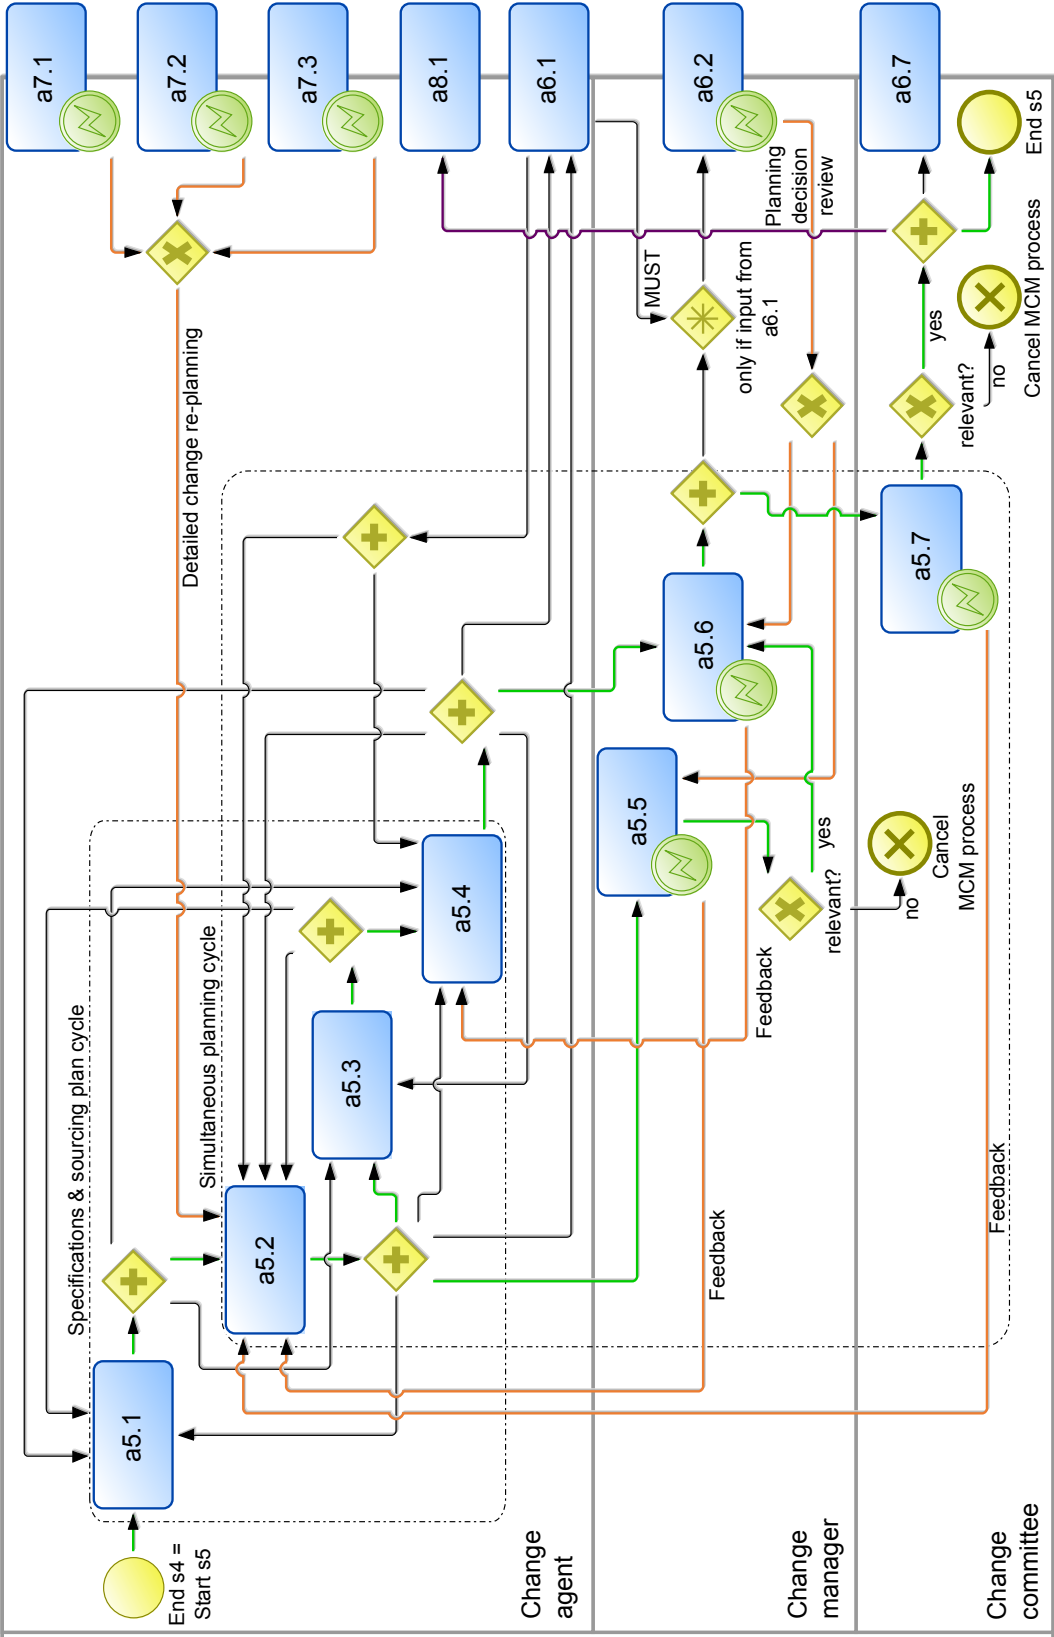 a7.1
a7.2
a7.3
a8.1
a6.1
a6.2
a6.7
End s5
Planning
decision
review
MUST
only if input from
a6.1
yes
relevant?
no
Cancel MCM process
Detailed change re-planning
a5.7
a5.6
a5.5
yes
relevant?
no
Cancel
MCM process
a5.4
a5.3
Simultaneous planning cycle
Specifications & sourcing plan cycle
Feedback
Feedback
Feedback
a5.2
a5.1
End s4 =
Start s5
Change
agent
Change
manager
Change
committee